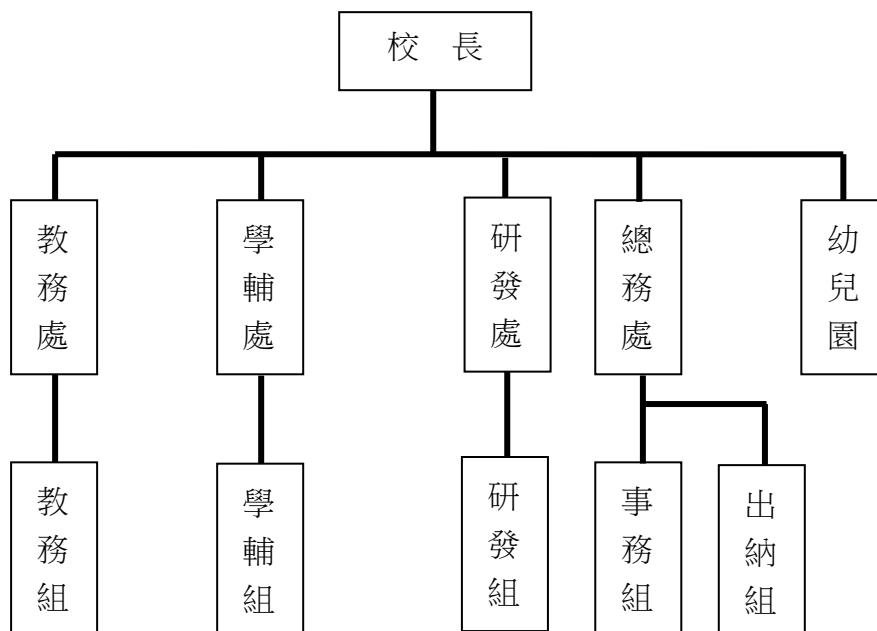 校 長
教務處
學輔處
研發處
總務處
幼兒園
教務組
學輔組
研發組
事務組
出納組